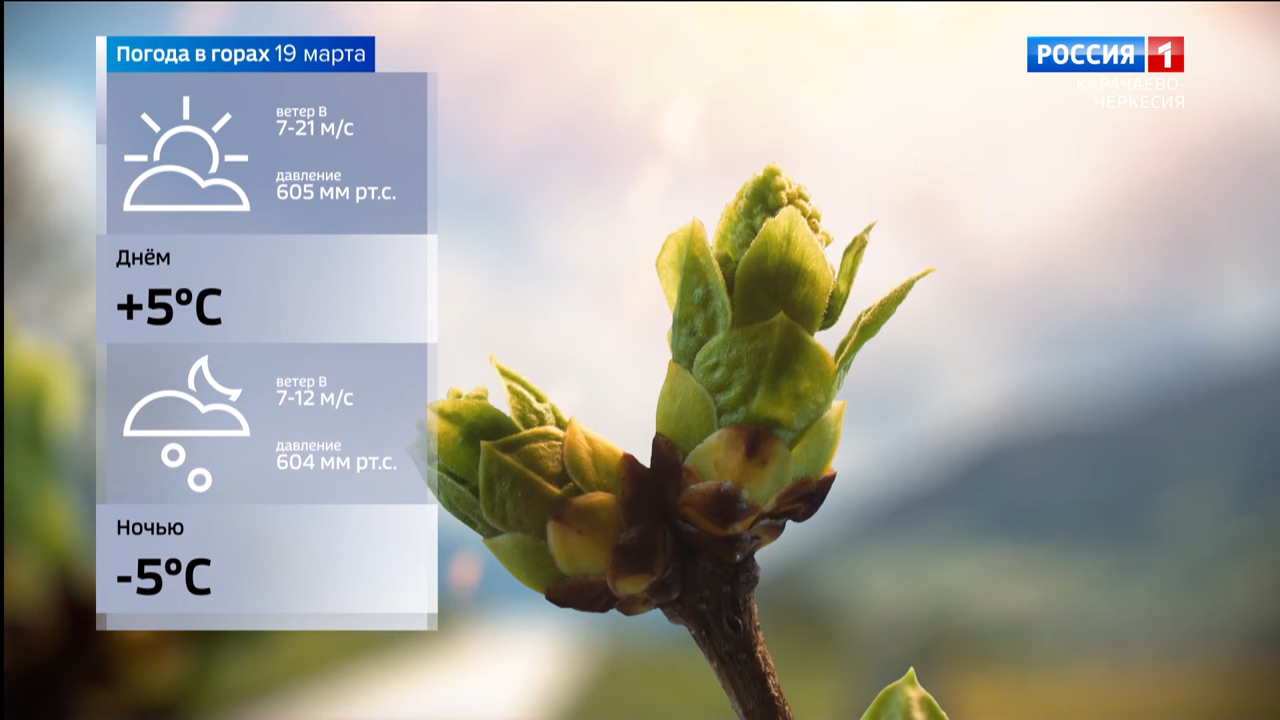 Погода в горах 19 марта
РОССИЯ 1
КАРАЧАЕВО-
ЧЕРКЕСИЯ
ветер В
7-21 м/с
давление
605 мм рт.с.
Днём
+5°C
ветер В
7-12 м/с
давление
604 мм рт.с.
Ночью
-5°C